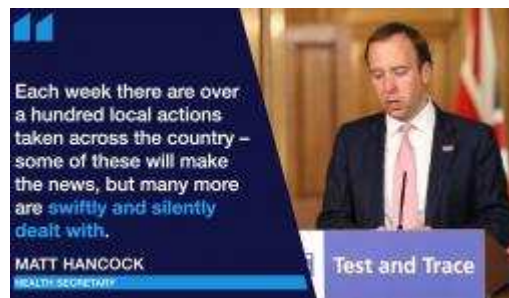 Each week there are over
a hundred local actions
taken across the country –
some of these will make
the news, but many more
are swiftly and silently
dealt with.
MATT HANCOCK
HEALTH SECRETARY
Test and Trace